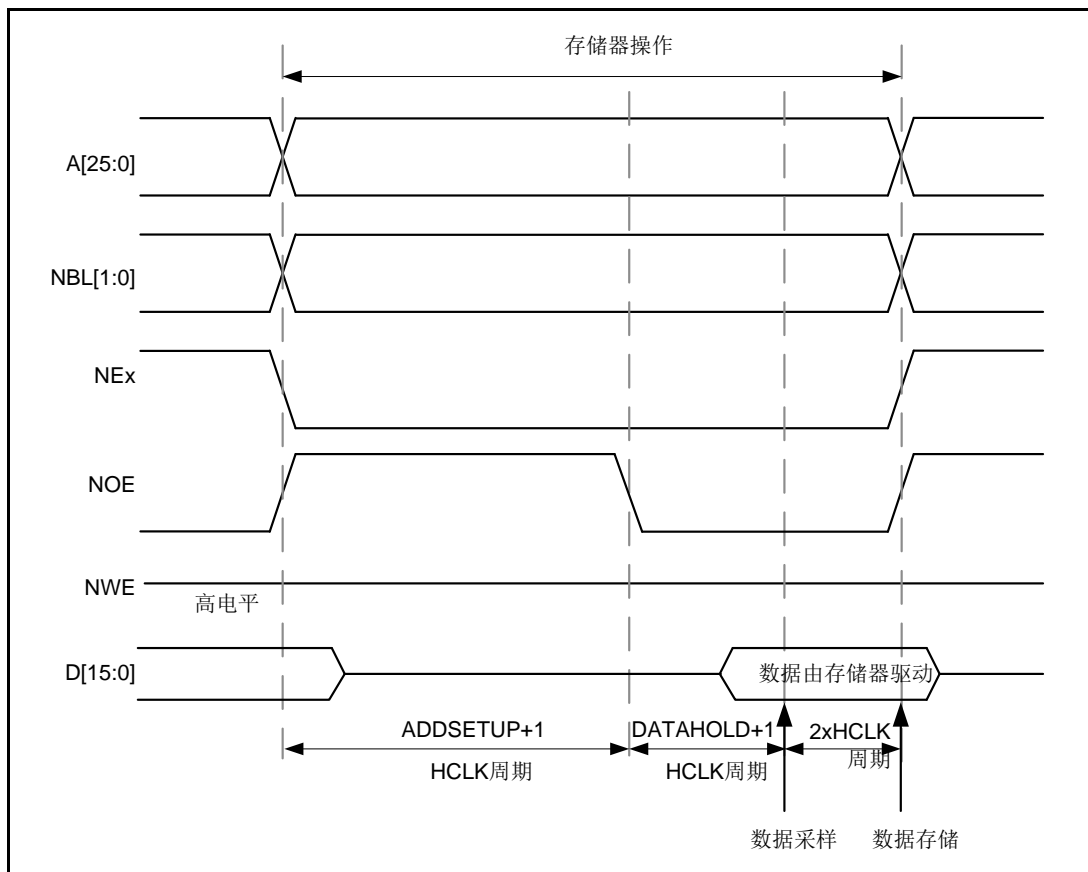 存储器操作
A[25:0]
NBL[1:0]
NEx
NOE
NWE
高电平
D[15:0]
数据由存储器驱动
ADDSETUP+1
HCLK周期
DATAHOLD+1
HCLK周期
2xHCLK
周期
数据采样
数据存储